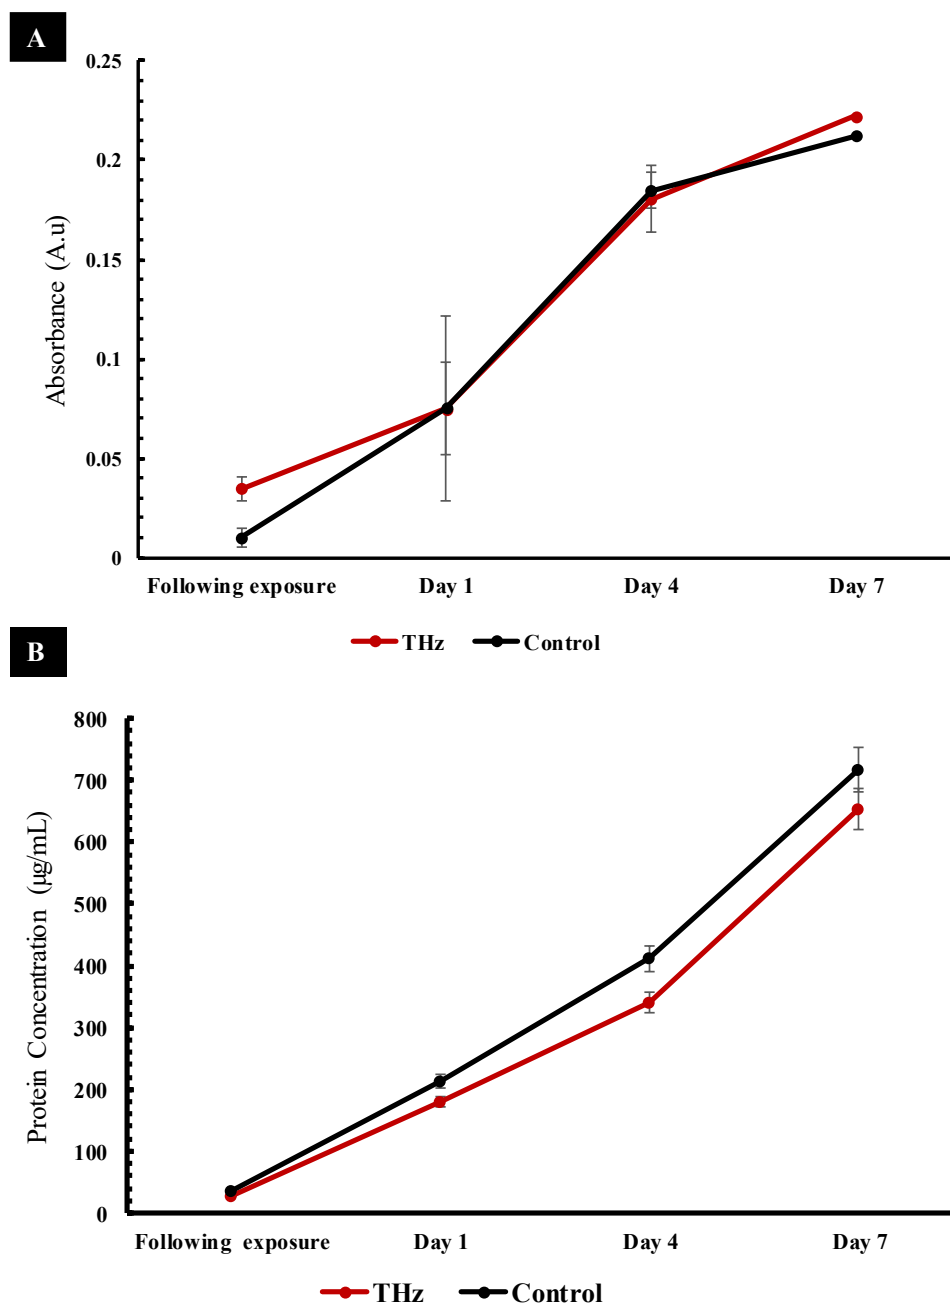 A
0.25
0.2
0.15
0.1
0.05
0
Absorbance (A.u)
Following exposure Day 1 Day 4 Day 7
THz Control
B
800
700
600
500
400
300
200
100
0
Protein Concentration (µg/mL)
Following exposure Day 1 Day 4 Day 7
THz Control